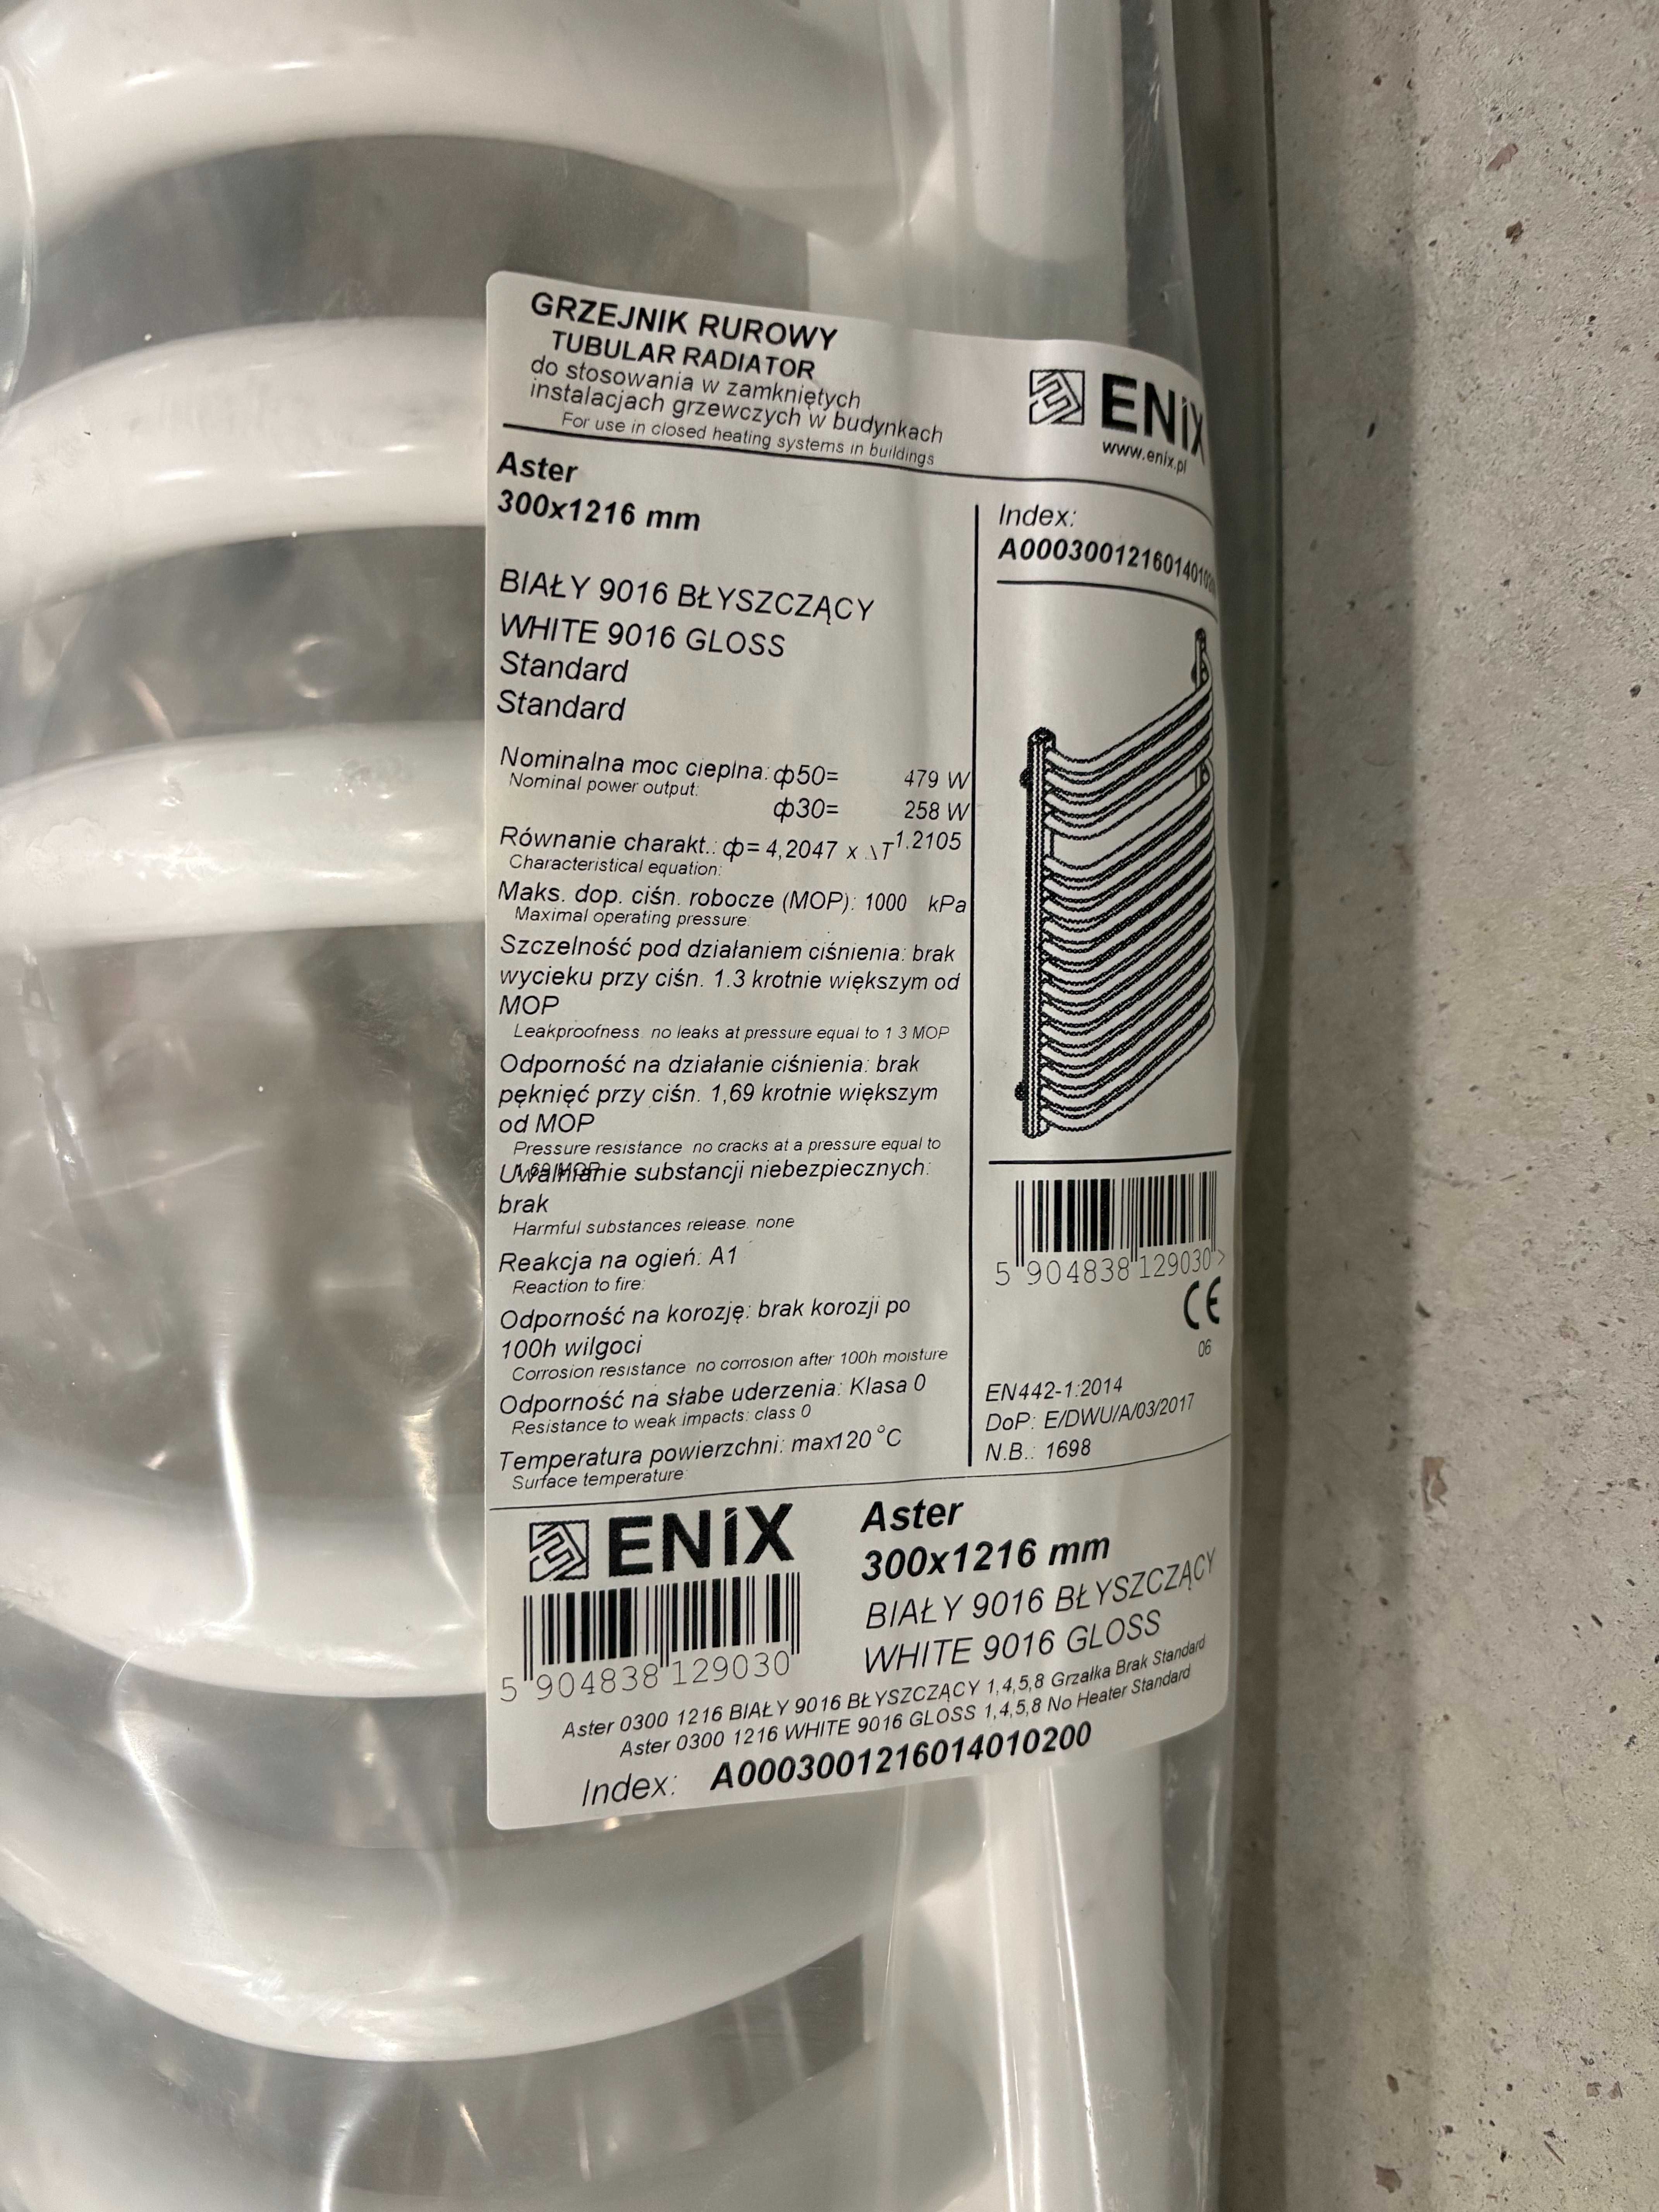 GRZEJNIK RUROWY
TUBULAR RADIATOR
do stosowania w zamkniętych
instalacjach grzewczych w budynkach
For use in closed heating systems in buildings
ENIX
www.enix.pl
Aster
300x1216 mm
BIAŁY 9016 BŁYSZCZĄCY
WHITE 9016 GLOSS
Standard
Standard
Nominalna moc cieplna: ф50= 479 W
Nominal power output:
ф30= 258 W
Równanie charakt.: ф= 4,2047 x ΔT^1.2105
Characteristical equation:
Maks. dop. ciśn. robocze (MOP): 1000 kPa
Maximal operating pressure:
Szczelność pod działaniem ciśnienia: brak
wycieku przy ciśn. 1.3 krotnie większym od
MOP
Leakproofness: no leaks at pressure equal to 1.3 MOP
Odporność na działanie ciśnienia: brak
pęknięć przy ciśn. 1,69 krotnie większym
od MOP
Pressure resistance: no cracks at a pressure equal to
1,69 MOP
Uwalnianie substancji niebezpiecznych:
brak
Harmful substances release: none
Reakcja na ogień: A1
Reaction to fire:
Odporność na korozję: brak korozji po
100h wilgoci
Corrosion resistance: no corrosion after 100h moisture
Odporność na słabe uderzenia: Klasa 0
Resistance to weak impacts: class 0
Temperatura powierzchni: max120 °C
Surface temperature:
Index:
A0003001216014010200
5 904838 129030 >
CE
06
EN442-1:2014
DoP: E/DWU/A/03/2017
N.B.: 1698
ENIX
5 904838 129030
Aster
300x1216 mm
BIAŁY 9016 BŁYSZCZĄCY
WHITE 9016 GLOSS
Aster 0300 1216 BIAŁY 9016 BŁYSZCZĄCY 1,4,5,8 Grzałka Brak Standard
Aster 0300 1216 WHITE 9016 GLOSS 1,4,5,8 No Heater Standard
Index: A0003001216014010200